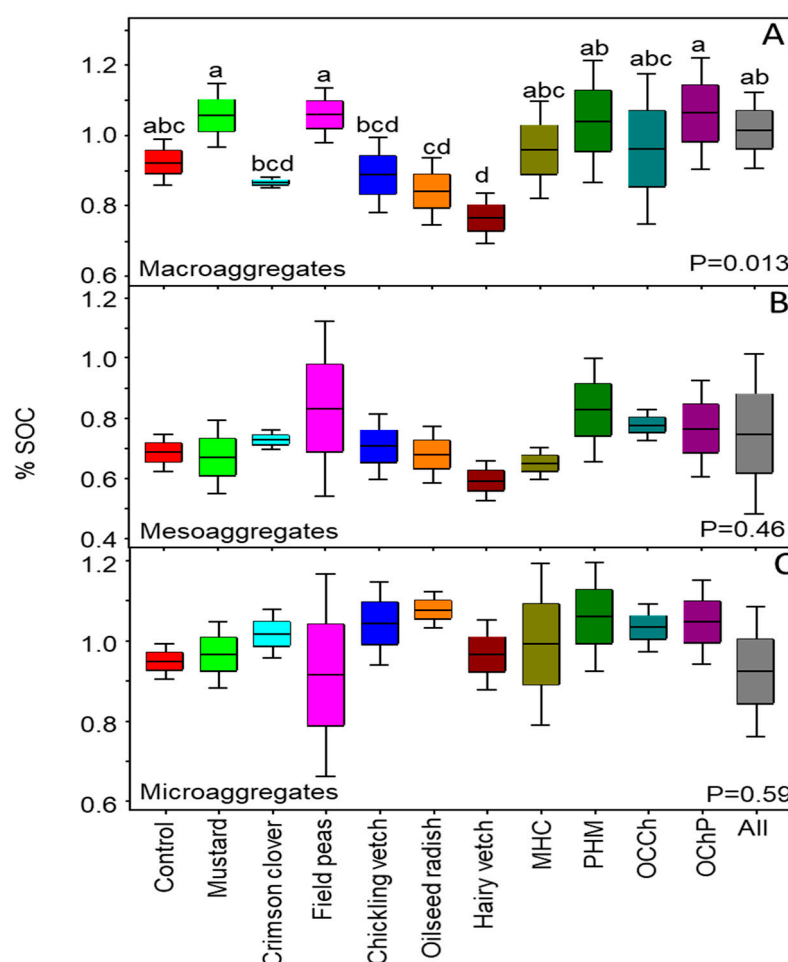 A
1.2
1.0
0.8
0.6
abc
a
bcd
a
bcd
cd
d
abc
ab
abc
a
ab
Macroaggregates
P=0.013
B
1.2
1.0
0.8
0.6
0.4
Mesoaggregates
P=0.46
% SOC
C
1.2
1.0
0.8
0.6
Microaggregates
P=0.59
Control
Mustard
Crimson clover
Field peas
Chickling vetch
Oilseed radish
Hairy vetch
MHC
PHM
OCCh
OChP
All